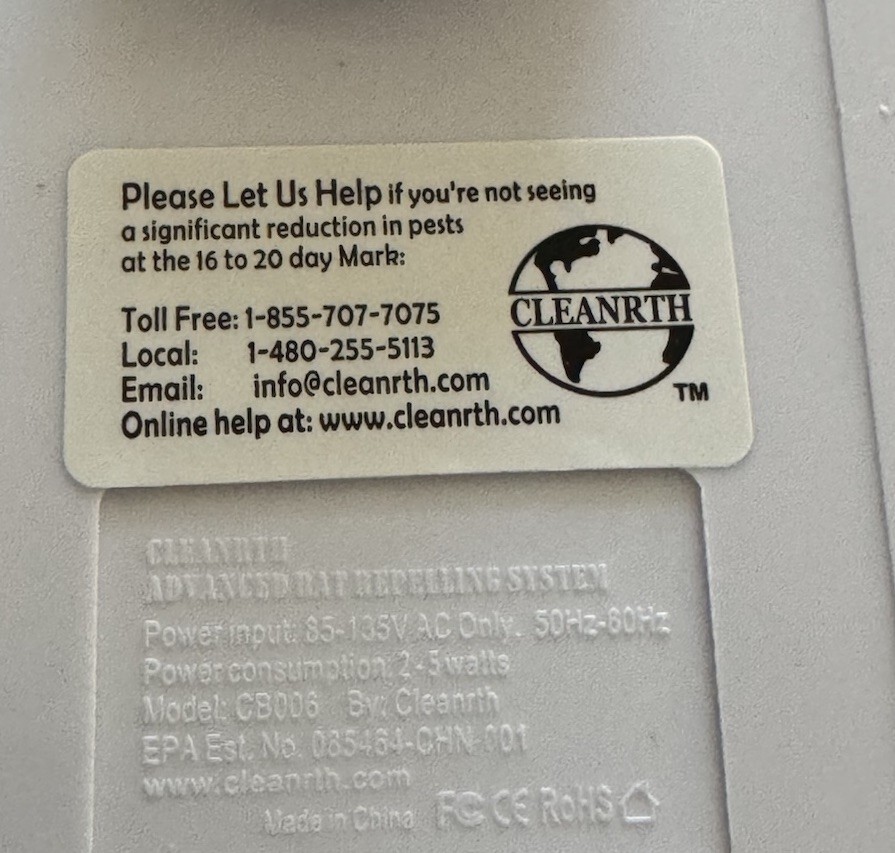 Please Let Us Help if you're not seeing
a significant reduction in pests
at the 16 to 20 day Mark:
Toll Free: 1-855-707-7075
Local: 1-480-255-5113
Email: info@cleanrth.com
Online help at: www.cleanrth.com
CLEANRTH
TM
CLEANRTH
ADVANCED RAT REPELLING SYSTEM
Power input: 85-135V AC Only. 50Hz-60Hz
Power consumption: 2-5 watts
Model: CB006 By: Cleanrth
EPA Est. No. 085464-CHN-001
www.cleanrth.com
Made in China FC CE RoHS